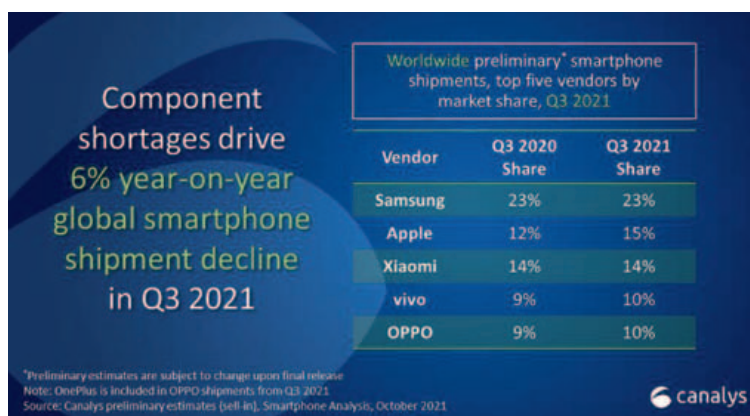 Component
shortages drive
6% year-on-year
global smartphone
shipment decline
in Q3 2021
Worldwide preliminary* smartphone
shipments, top five vendors by
market share, Q3 2021
Vendor Q3 2020 Share Q3 2021 Share
Samsung 23% 23%
Apple 12% 15%
Xiaomi 14% 14%
vivo 9% 10%
OPPO 9% 10%
*Preliminary estimates are subject to change upon final release
Note: OnePlus is included in OPPO shipments from Q3 2021
Source: Canalys preliminary estimates (sell-in), Smartphone Analysis, October 2021
canalys